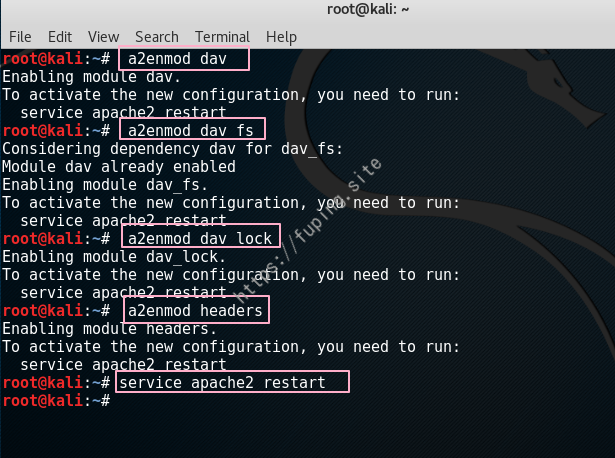 root@kali: ~
File Edit View Search Terminal Help
root@kali:~# a2enmod dav
Enabling module dav.
To activate the new configuration, you need to run:
  service apache2 restart
root@kali:~# a2enmod dav_fs
Considering dependency dav for dav_fs:
Module dav already enabled
Enabling module dav_fs.
To activate the new configuration, you need to run:
  service apache2 restart
root@kali:~# a2enmod dav_lock
Enabling module dav_lock.
To activate the new configuration, you need to run:
  service apache2 restart
root@kali:~# a2enmod headers
Enabling module headers.
To activate the new configuration, you need to run:
  service apache2 restart
root@kali:~# service apache2 restart
root@kali:~#
https://fuping.site